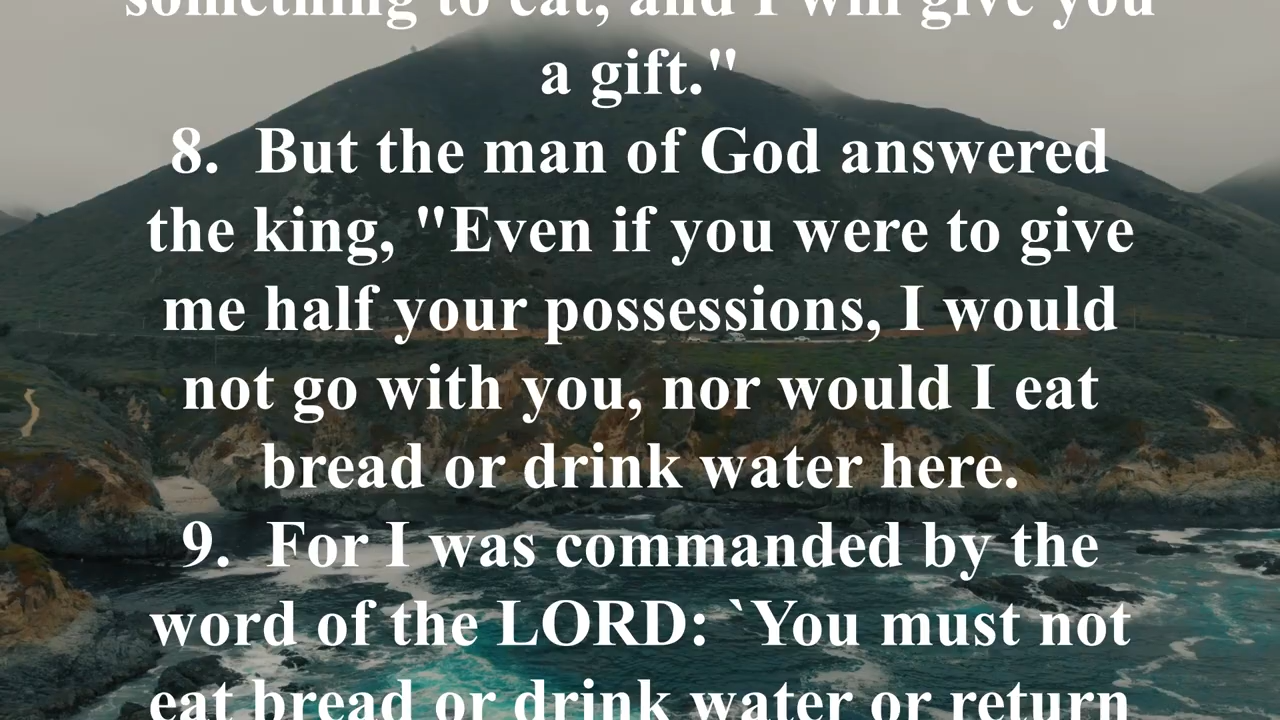 something to eat, and I will give you
a gift."
8. But the man of God answered
the king, "Even if you were to give
me half your possessions, I would
not go with you, nor would I eat
bread or drink water here.
9. For I was commanded by the
word of the LORD: `You must not
eat bread or drink water or return